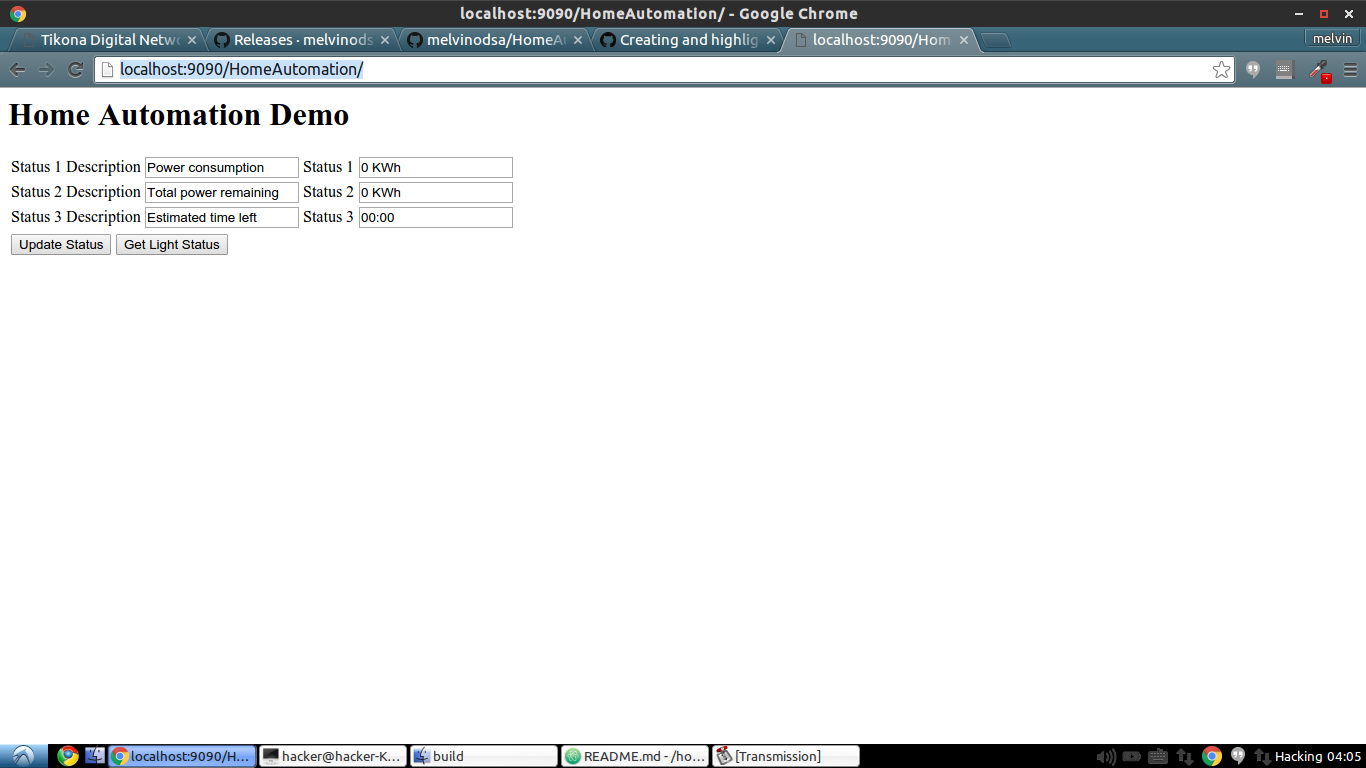 localhost:9090/HomeAutomation/ - Google Chrome
Tikona Digital Netw
Releases · melvinods
melvinodsa/HomeA
Creating and highlig
localhost:9090/Hom
melvin
localhost:9090/HomeAutomation/
Home Automation Demo
Status 1 Description Power consumption Status 1 0 KWh
Status 2 Description Total power remaining Status 2 0 KWh
Status 3 Description Estimated time left Status 3 00:00
Update Status Get Light Status
localhost:9090/H... hacker@hacker-K... build README.md - /ho... [Transmission] Hacking 04:05